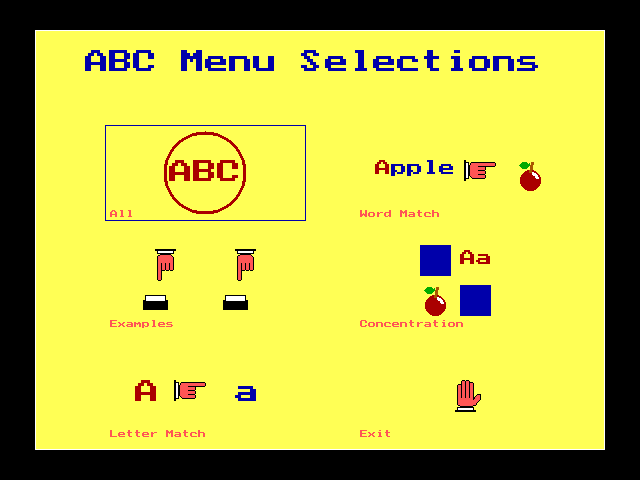 ABC Menu Selections
ABC
All
Apple
Word Match
Examples
Aa
Concentration
A a
Letter Match
Exit